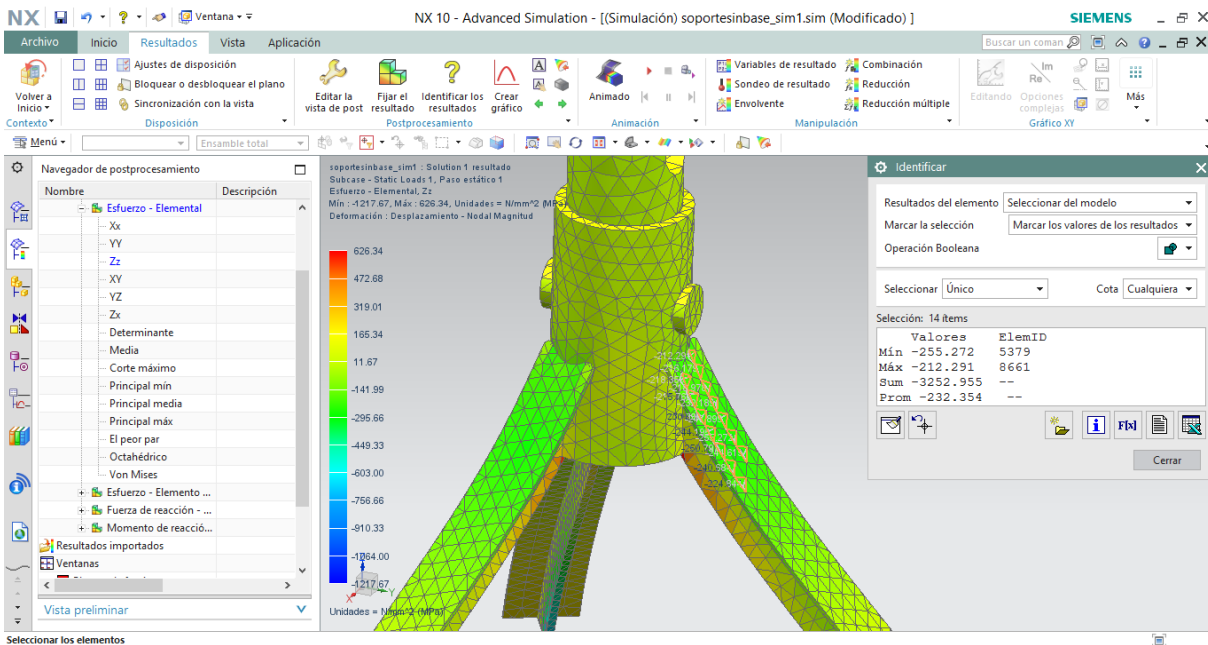 NX Ventana NX 10 - Advanced Simulation - [(Simulación) soportesinbase_sim1.sim (Modificado) ] SIEMENS
Archivo Inicio Resultados Vista Aplicación Buscar un coman
Volver a Inicio
Contexto
Ajustes de disposición
Bloquear o desbloquear el plano
Sincronización con la vista
Disposición
Editar la vista de post
Fijar el resultado
Identificar los resultados
Crear gráfico
Postprocesamiento
Animado
Animación
Variables de resultado
Combinación
Sondeo de resultado
Reducción
Envolvente
Reducción múltiple
Manipulación
Editando
Opciones complejas
Im
Re
Gráfico XY
Más
Menú Ensamble total
Navegador de postprocesamiento
Nombre Descripción
Esfuerzo - Elemental
Xx
YY
Zz
XY
YZ
Zx
Determinante
Media
Corte máximo
Principal mín
Principal media
Principal máx
El peor par
Octahédrico
Von Mises
Esfuerzo - Elemento ...
Fuerza de reacción - ...
Momento de reacció...
Resultados importados
Ventanas
Vista preliminar
Seleccionar los elementos
soportesinbase_sim1 : Solution 1 resultado
Subcase - Static Loads 1, Paso estático 1
Esfuerzo - Elemental, Zz
Mín : -1217.67, Máx : 626.34, Unidades = N/mm^2 (MPa)
Deformación : Desplazamiento - Nodal Magnitud
626.34
472.68
319.01
165.34
11.67
-141.99
-295.66
-449.33
-603.00
-756.66
-910.33
-1064.00
-1217.67
X
Y
Unidades = N/mm^2 (MPa)
Identificar
Resultados del elemento Seleccionar del modelo
Marcar la selección Marcar los valores de los resultados
Operación Booleana
Seleccionar Único Cota Cualquiera
Selección: 14 ítems
Valores ElemID
Mín -255.272 5379
Máx -212.291 8661
Sum -3252.955 --
Prom -232.354 --
F[x]
Cerrar